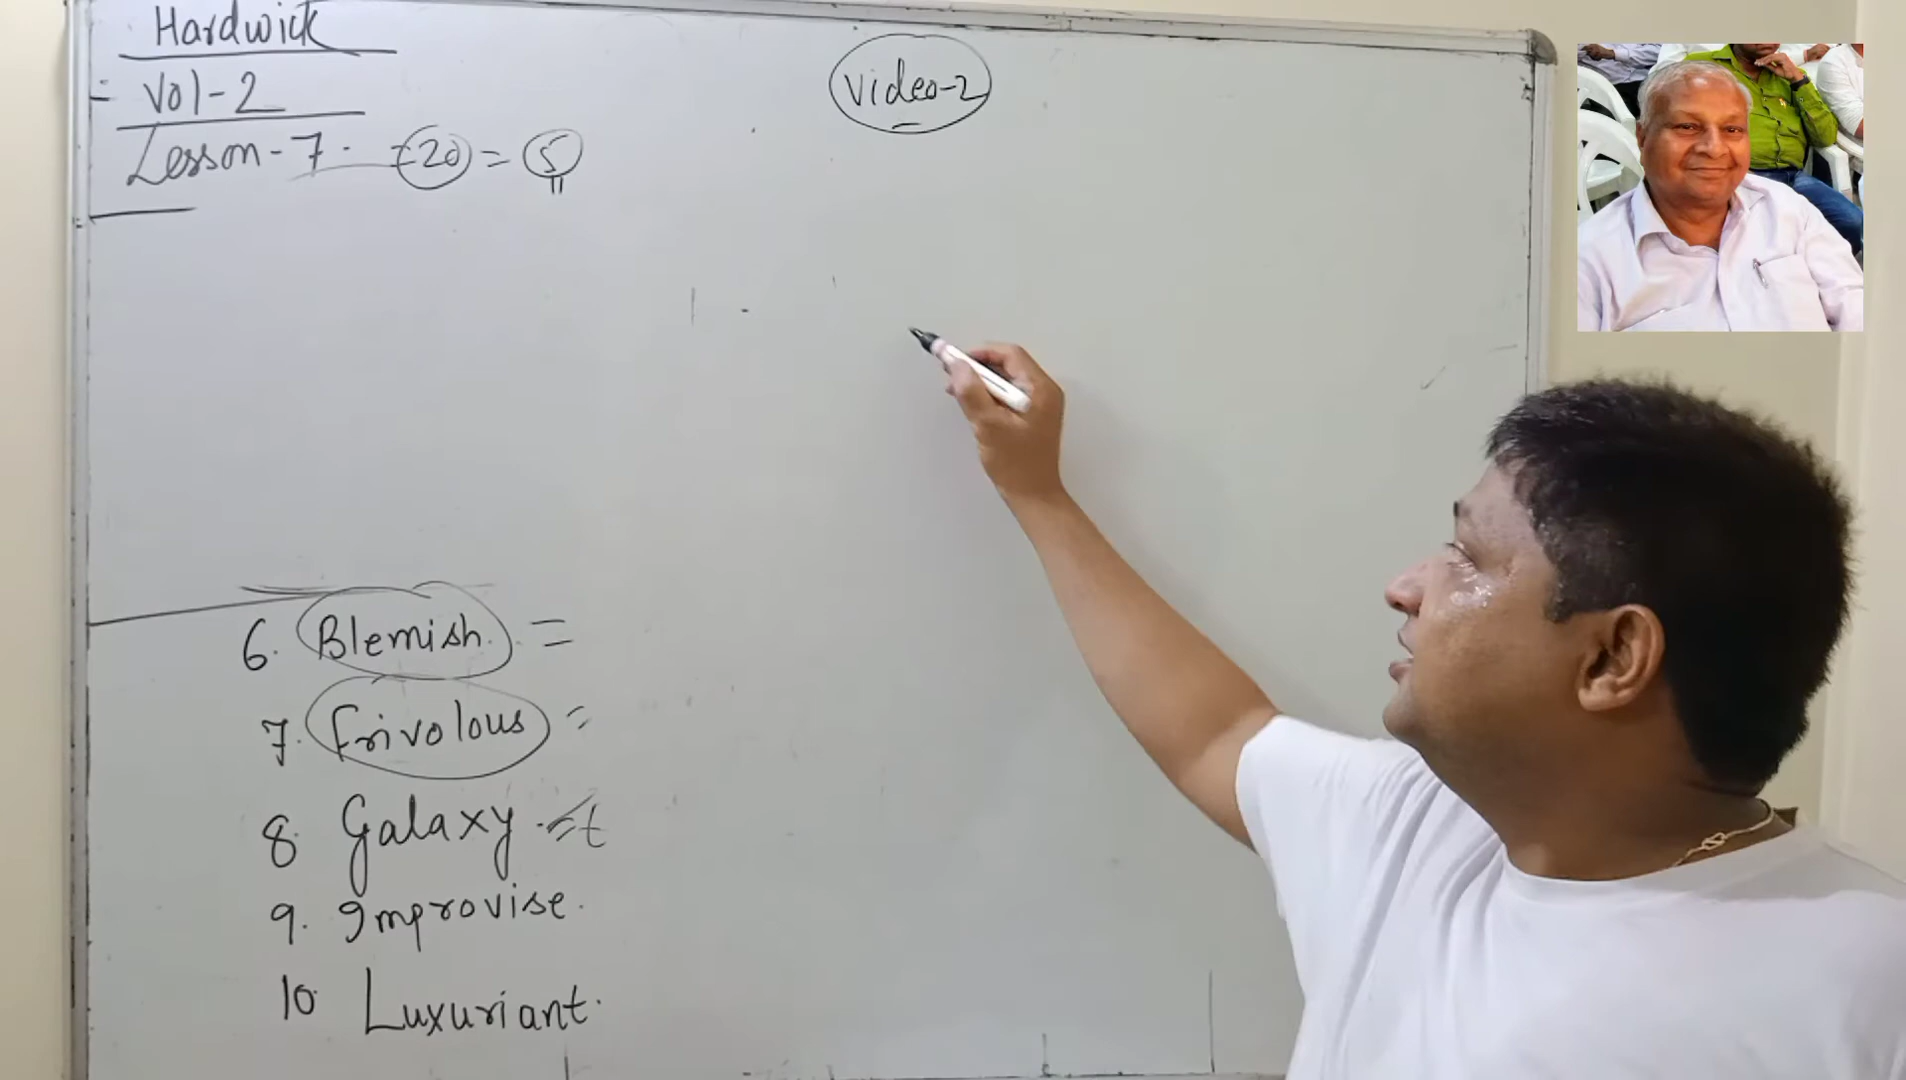 Hardwick
Vol-2
Lesson-7. -20 = 5
Video-2
6. Blemish. =
7. Frivolous =
8. Galaxy. = t
9. Improvise.
10 Luxuriant.